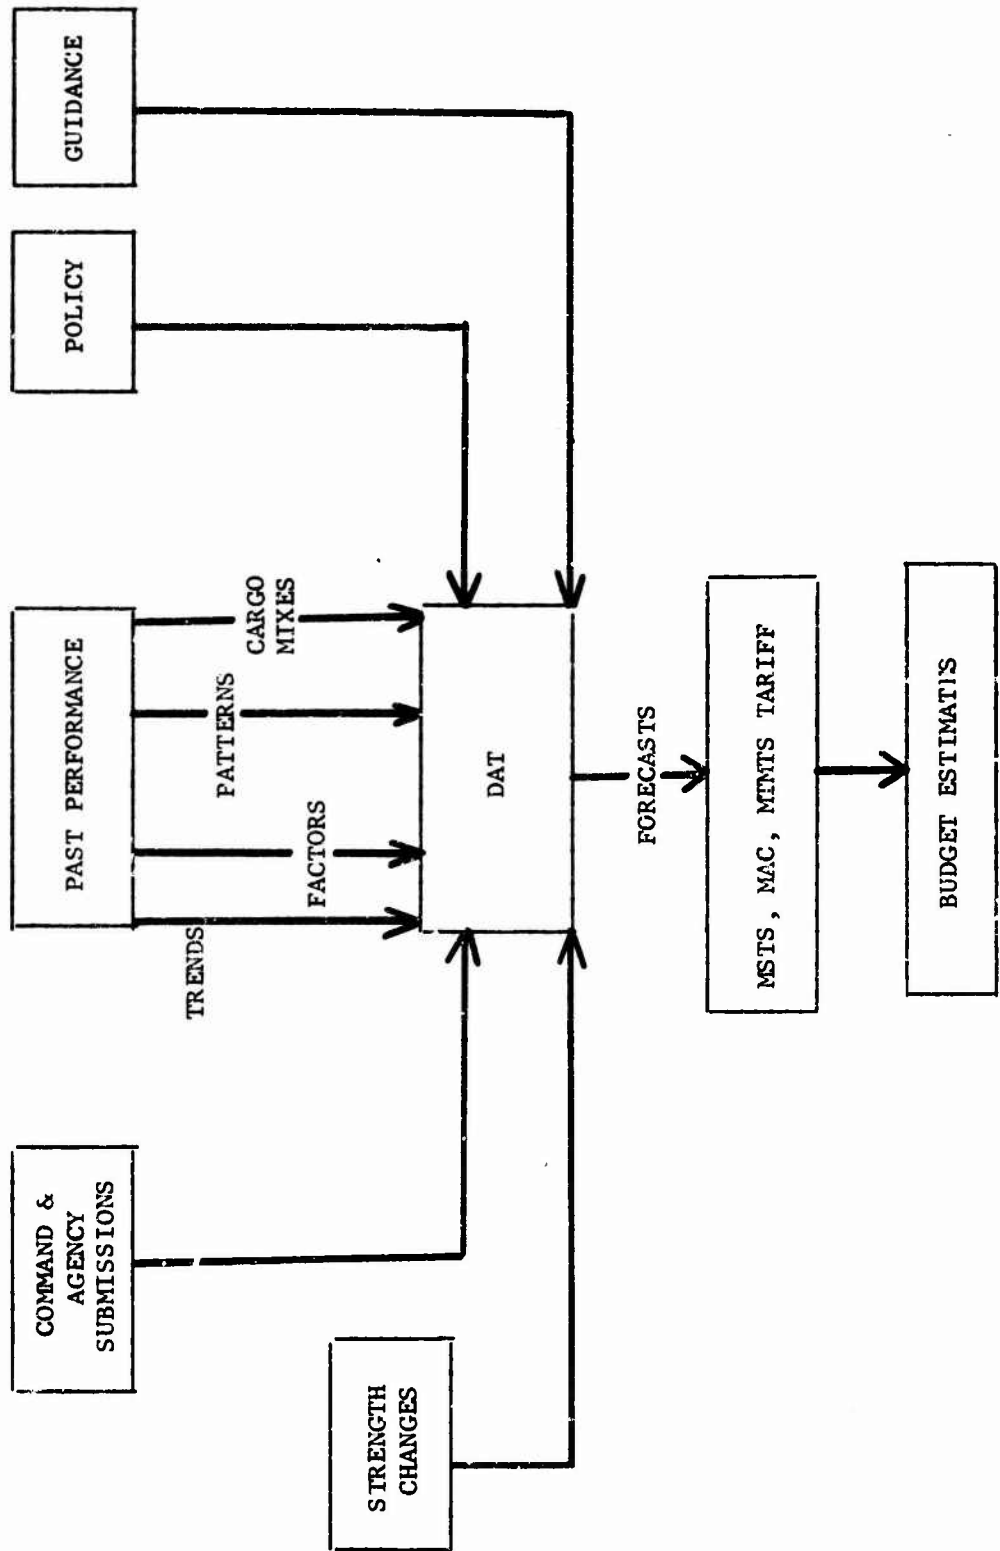 COMMAND &
AGENCY
SUBMISSIONS
PAST PERFORMANCE
POLICY
GUIDANCE
STRENGTH
CHANGES
TRENDS
FACTORS
PATTERNS
CARGO
MIXES
DAT
FORECASTS
MSTS, MAC, MTMTS TARIFF
BUDGET ESTIMATIS